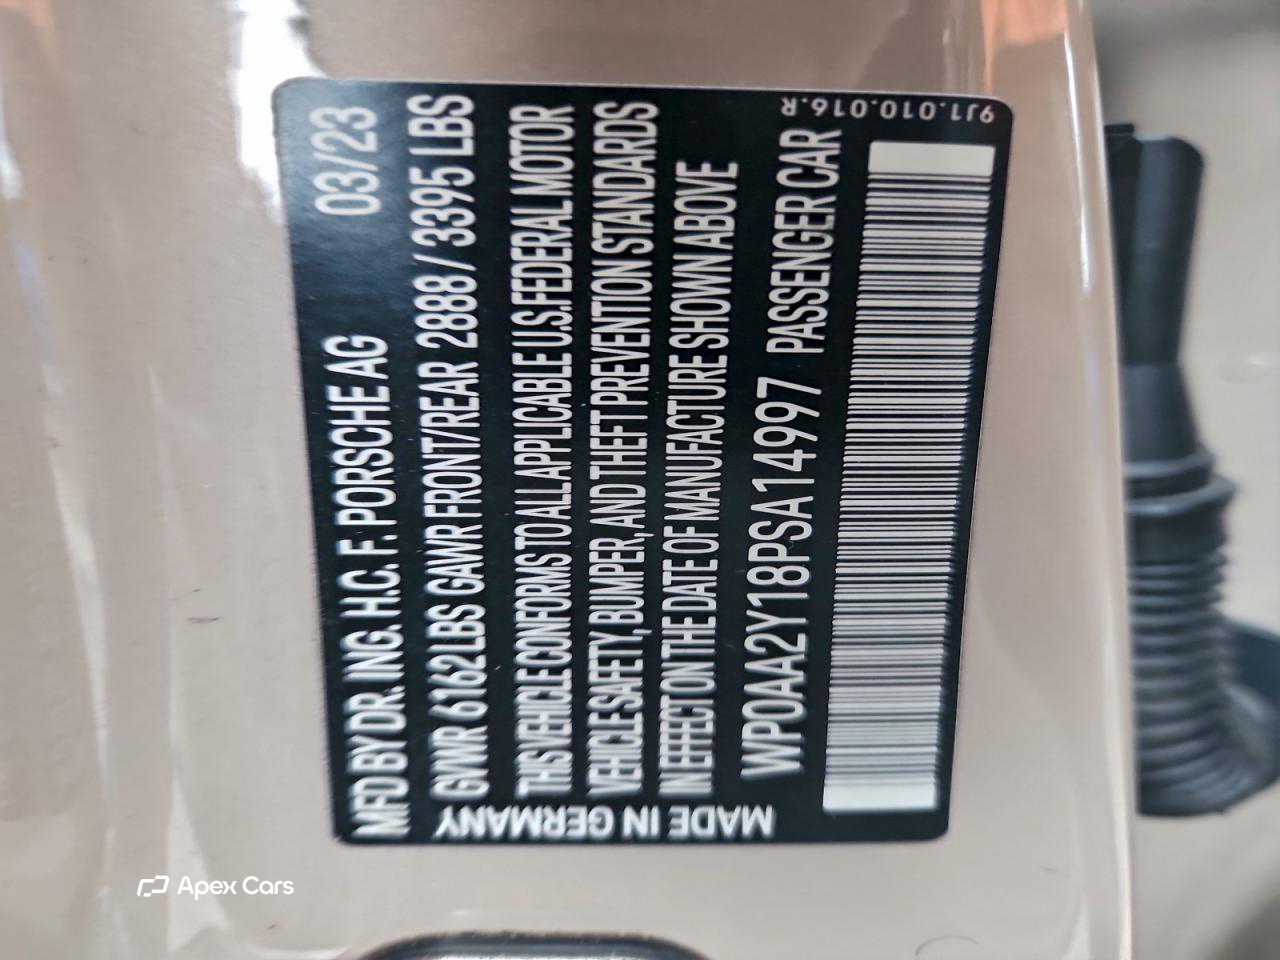 MFD BY DR. ING. H.C. F. PORSCHE AG 03/23
GVWR 6162 LBS GAWR FRONT/REAR 2888 / 3395 LBS
THIS VEHICLE CONFORMS TO ALL APPLICABLE U.S. FEDERAL MOTOR
VEHICLE SAFETY, BUMPER, AND THEFT PREVENTION STANDARDS
IN EFFECT ON THE DATE OF MANUFACTURE SHOWN ABOVE
WP0AA2Y18PSA14997 PASSENGER CAR
MADE IN GERMANY
9J1.010.016.R
Apex Cars